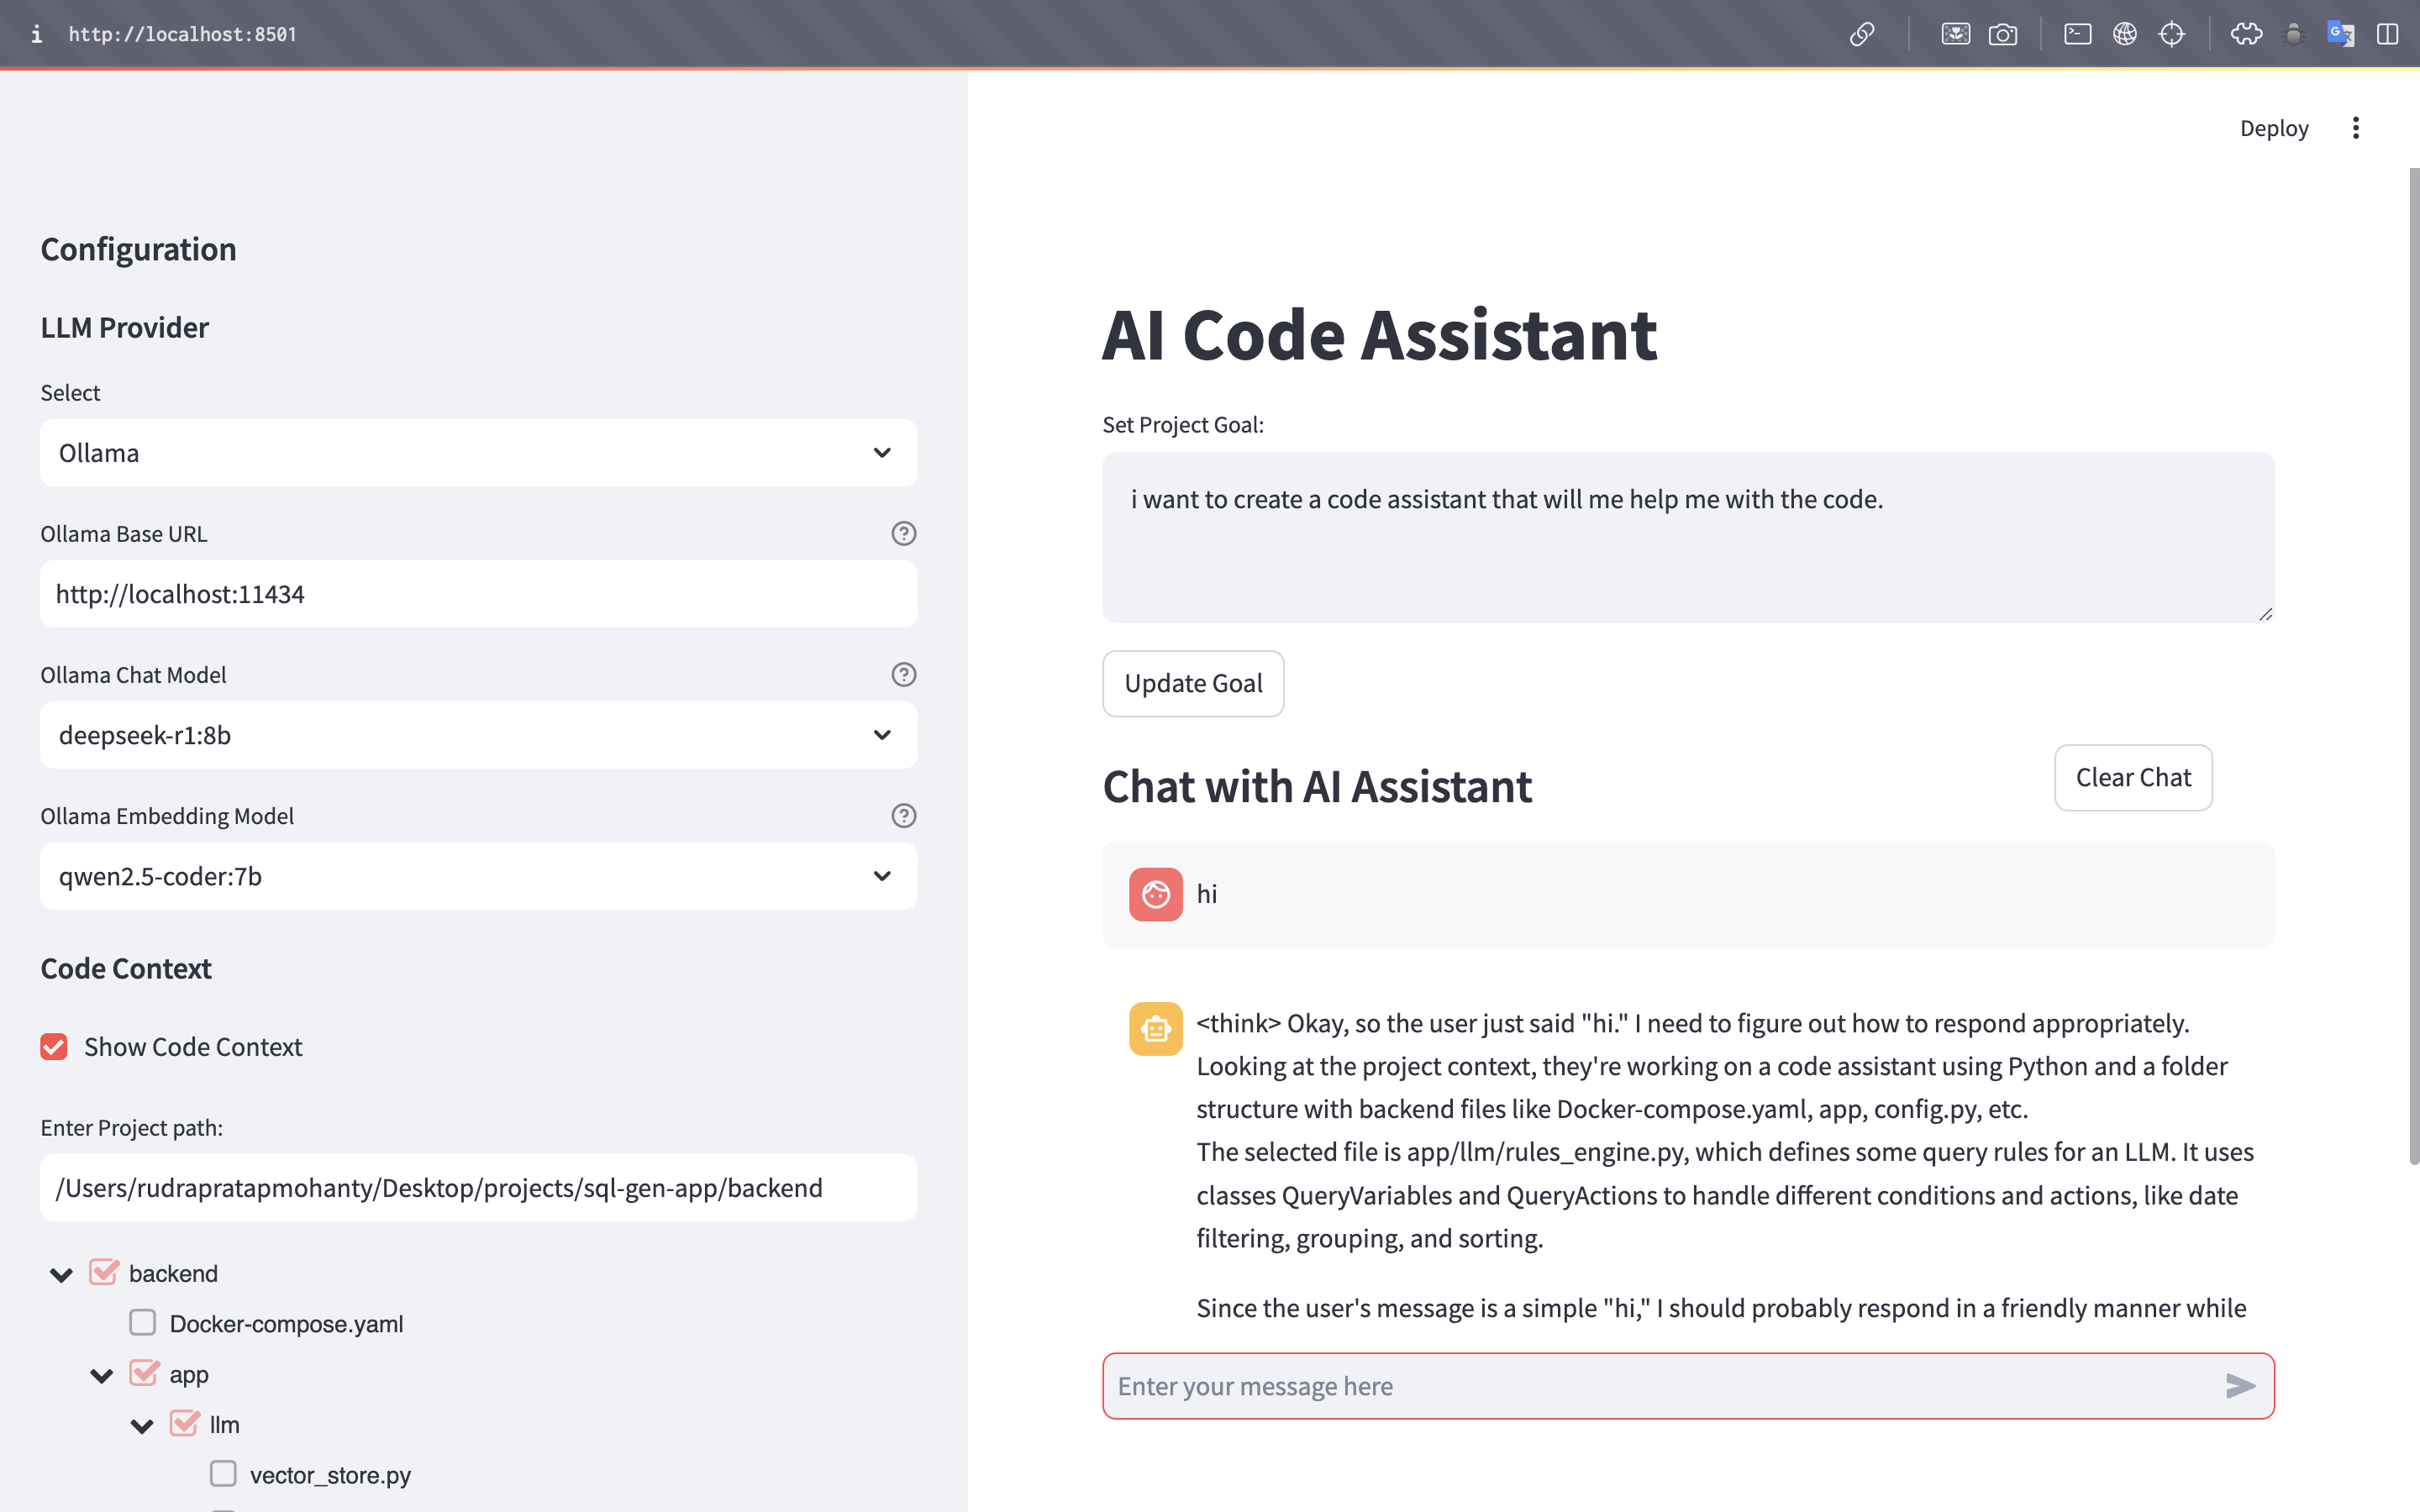 i http://localhost:8501
Deploy
Configuration
LLM Provider
Select
Ollama
Ollama Base URL
http://localhost:11434
Ollama Chat Model
deepseek-r1:8b
Ollama Embedding Model
qwen2.5-coder:7b
Code Context
Show Code Context
Enter Project path:
/Users/rudrapratapmohanty/Desktop/projects/sql-gen-app/backend
backend
Docker-compose.yaml
app
llm
vector_store.py
AI Code Assistant
Set Project Goal:
i want to create a code assistant that will me help me with the code.
Update Goal
Chat with AI Assistant
Clear Chat
hi
<think> Okay, so the user just said "hi." I need to figure out how to respond appropriately.
Looking at the project context, they're working on a code assistant using Python and a folder
structure with backend files like Docker-compose.yaml, app, config.py, etc.
The selected file is app/llm/rules_engine.py, which defines some query rules for an LLM. It uses
classes QueryVariables and QueryActions to handle different conditions and actions, like date
filtering, grouping, and sorting.
Since the user's message is a simple "hi," I should probably respond in a friendly manner while
Enter your message here